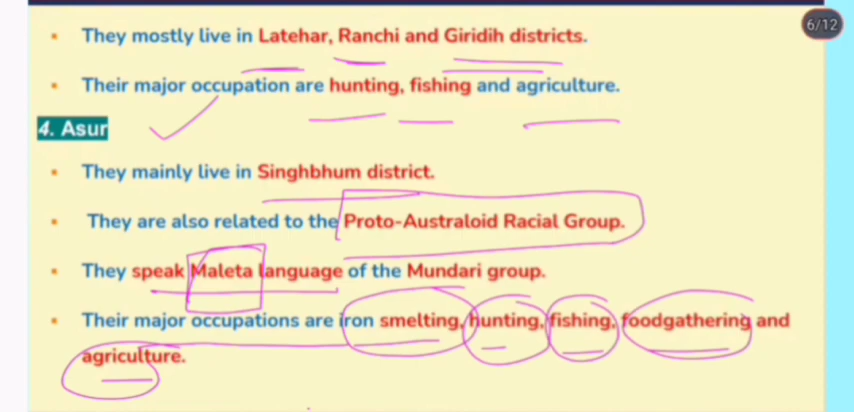 6/12
• They mostly live in Latehar, Ranchi and Giridih districts.
• Their major occupation are hunting, fishing and agriculture.
4. Asur
• They mainly live in Singhbhum district.
• They are also related to the Proto-Australoid Racial Group.
• They speak Maleta language of the Mundari group.
• Their major occupations are iron smelting, hunting, fishing, foodgathering and
agriculture.